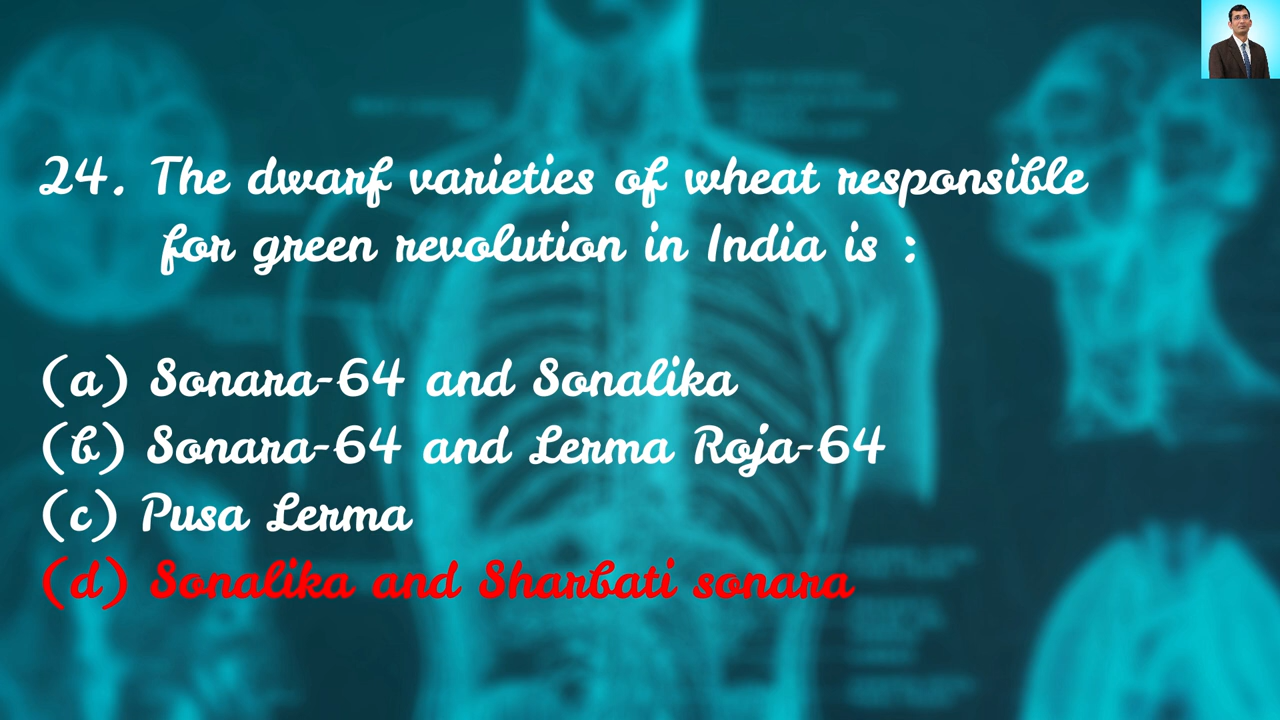 24. The dwarf varieties of wheat responsible
for green revolution in India is :
(a) Sonara-64 and Sonalika
(b) Sonara-64 and Lerma Roja-64
(c) Pusa Lerma
(d) Sonalika and Sharbati sonara